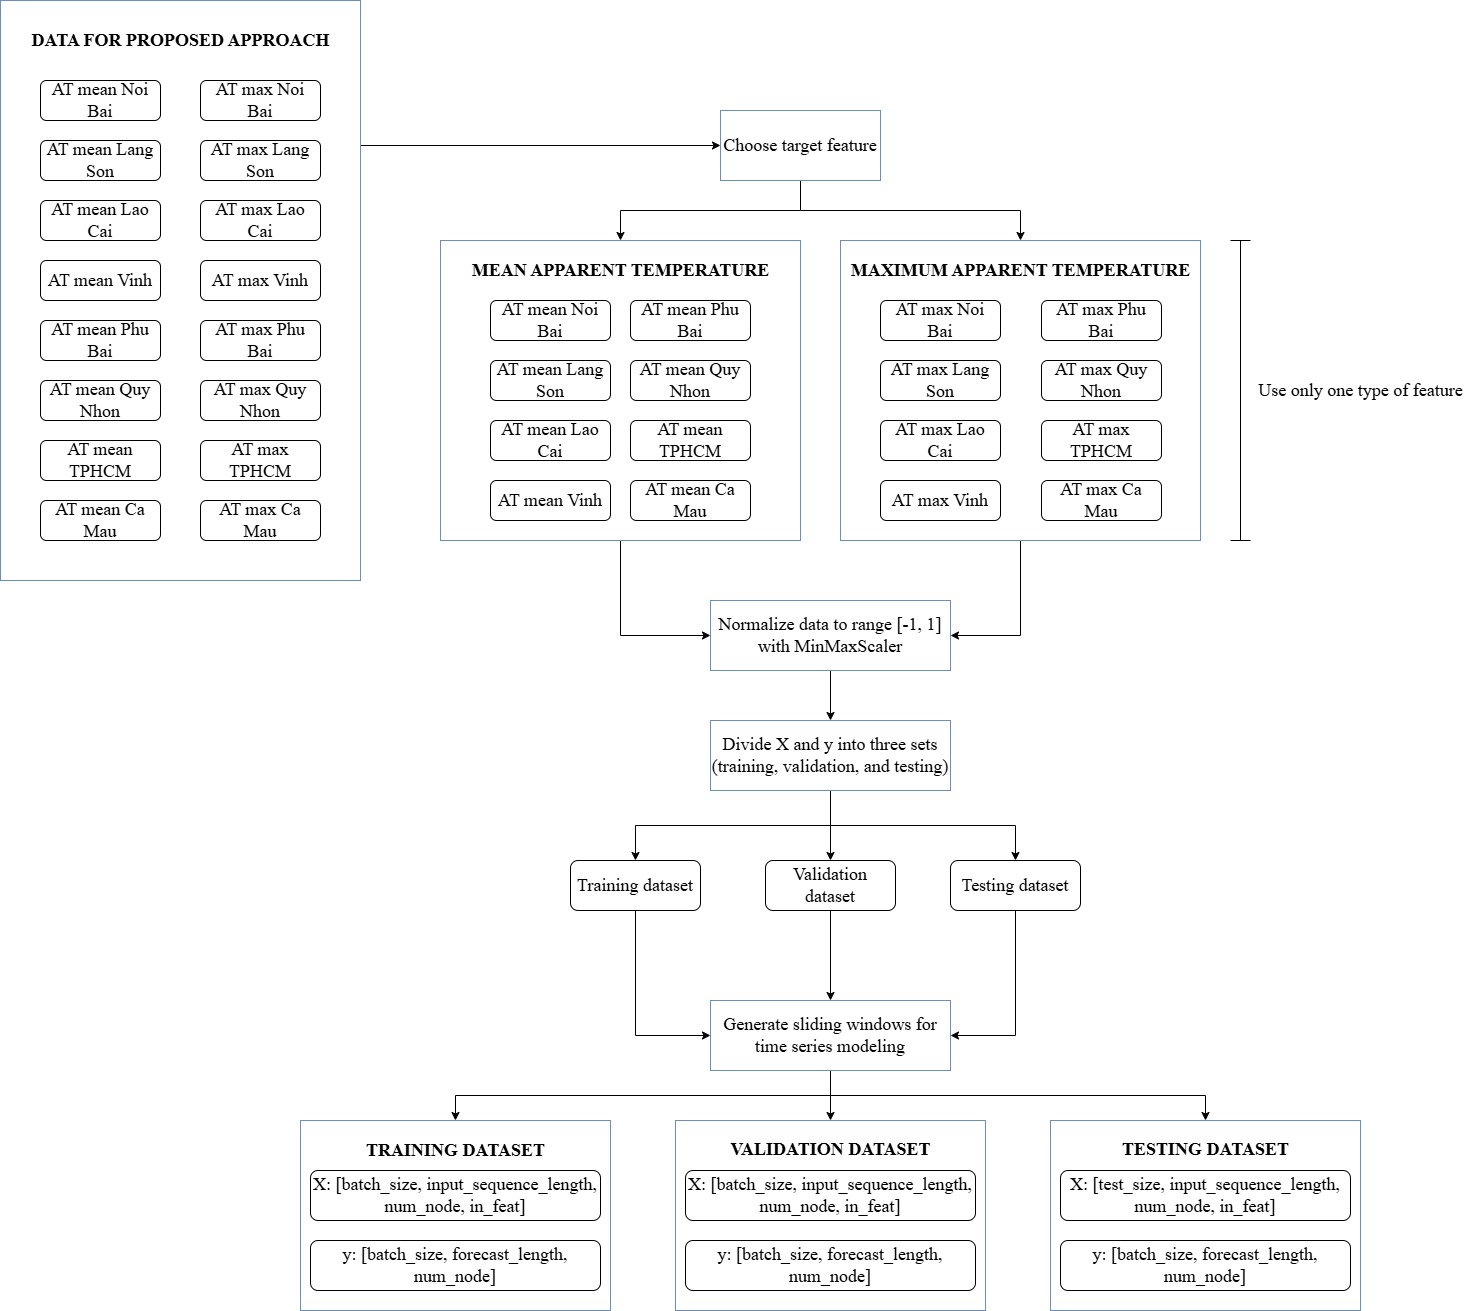 DATA FOR PROPOSED APPROACH
AT mean Noi
Bai
AT max Noi
Bai
AT mean Lang
Son
AT max Lang
Son
AT mean Lao
Cai
AT max Lao
Cai
AT mean Vinh
AT max Vinh
AT mean Phu
Bai
AT max Phu
Bai
AT mean Quy
Nhon
AT max Quy
Nhon
AT mean
TPHCM
AT max
TPHCM
AT mean Ca
Mau
AT max Ca
Mau
Choose target feature
MEAN APPARENT TEMPERATURE
AT mean Noi
Bai
AT mean Phu
Bai
AT mean Lang
Son
AT mean Quy
Nhon
AT mean Lao
Cai
AT mean
TPHCM
AT mean Vinh
AT mean Ca
Mau
MAXIMUM APPARENT TEMPERATURE
AT max Noi
Bai
AT max Phu
Bai
AT max Lang
Son
AT max Quy
Nhon
AT max Lao
Cai
AT max
TPHCM
AT max Vinh
AT max Ca
Mau
Use only one type of feature
Normalize data to range [-1, 1]
with MinMaxScaler
Divide X and y into three sets
(training, validation, and testing)
Training dataset
Validation
dataset
Testing dataset
Generate sliding windows for
time series modeling
TRAINING DATASET
X: [batch_size, input_sequence_length,
num_node, in_feat]
y: [batch_size, forecast_length,
num_node]
VALIDATION DATASET
X: [batch_size, input_sequence_length,
num_node, in_feat]
y: [batch_size, forecast_length,
num_node]
TESTING DATASET
X: [test_size, input_sequence_length,
num_node, in_feat]
y: [batch_size, forecast_length,
num_node]